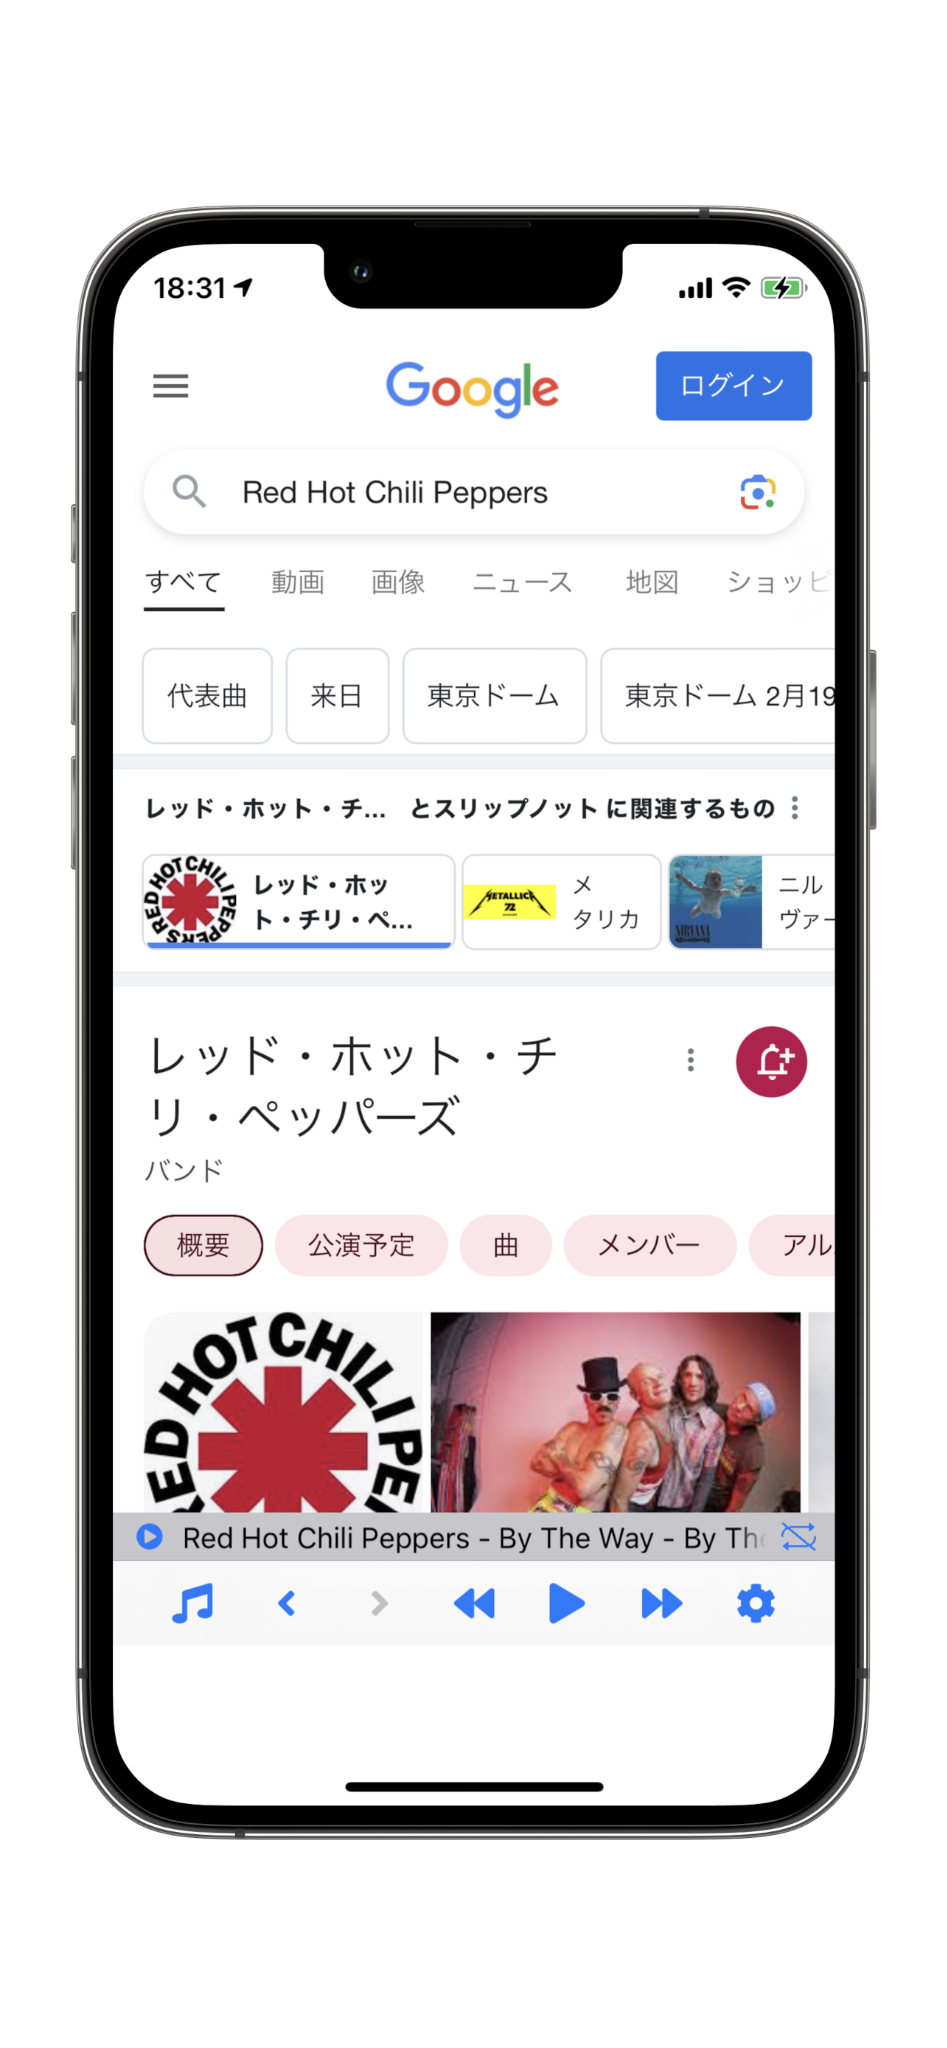 18:31
Google
ログイン
Red Hot Chili Peppers
すべて 動画 画像 ニュース 地図 ショッピ
代表曲 来日 東京ドーム 東京ドーム 2月19
レッド・ホット・チ... とスリップノット に関連するもの
RED HOT CHILI PEPPERS
レッド・ホッ
ト・チリ・ペ...
METALLICA
72
メ
タリカ
NIRVANA
ニル
ヴァー
レッド・ホット・チ
リ・ペッパーズ
バンド
概要 公演予定 曲 メンバー アル
RED HOT CHILI PE
Red Hot Chili Peppers - By The Way - By The